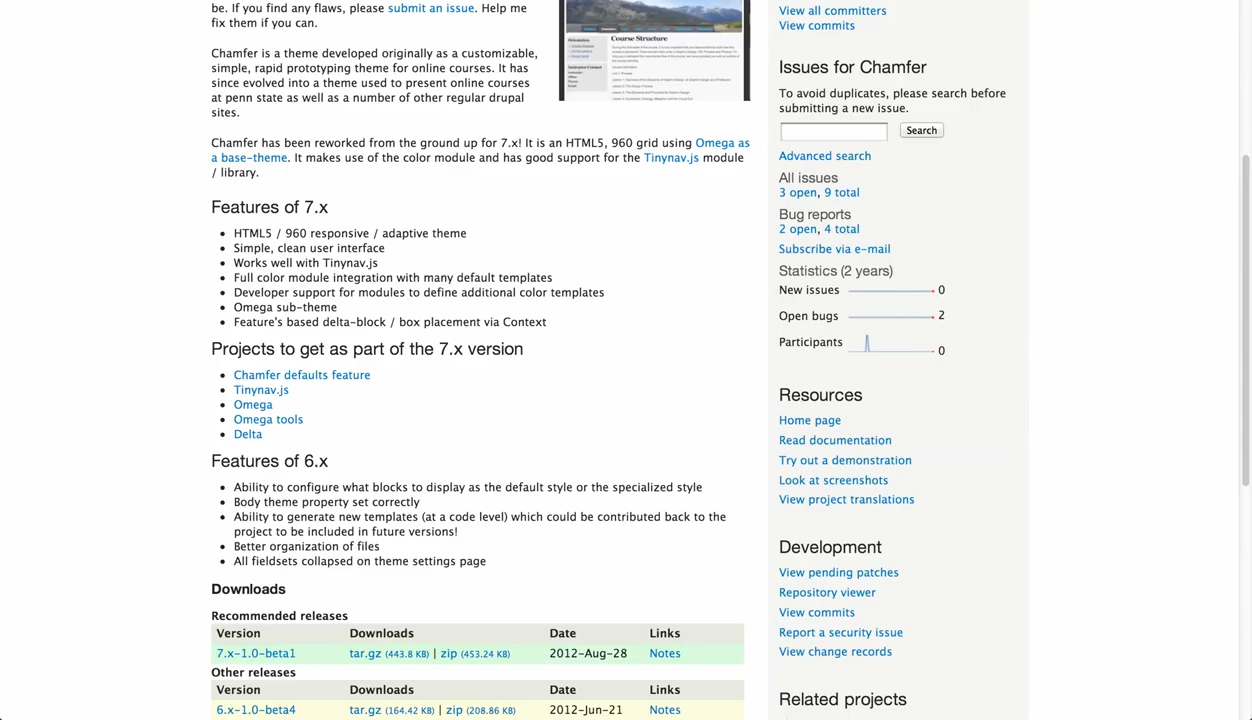 be. If you find any flaws, please submit an issue. Help me
fix them if you can.
Chamfer is a theme developed originally as a customizable,
simple, rapid prototyping theme for online courses. It has
since evolved into a theme used to present online courses
at penn state as well as a number of other regular drupal
sites.
Chamfer has been reworked from the ground up for 7.x! It is an HTML5, 960 grid using Omega as
a base-theme. It makes use of the color module and has good support for the Tinynav.js module
/ library.
Features of 7.x
HTML5 / 960 responsive / adaptive theme
Simple, clean user interface
Works well with Tinynav.js
Full color module integration with many default templates
Developer support for modules to define additional color templates
Omega sub-theme
Feature's based delta-block / box placement via Context
Projects to get as part of the 7.x version
Chamfer defaults feature
Tinynav.js
Omega
Omega tools
Delta
Features of 6.x
Ability to configure what blocks to display as the default style or the specialized style
Body theme property set correctly
Ability to generate new templates (at a code level) which could be contributed back to the
project to be included in future versions!
Better organization of files
All fieldsets collapsed on theme settings page
Downloads
Recommended releases
Version Downloads Date Links
7.x-1.0-beta1 tar.gz (443.8 KB) | zip (453.24 KB) 2012-Aug-28 Notes
Other releases
Version Downloads Date Links
6.x-1.0-beta4 tar.gz (164.42 KB) | zip (208.86 KB) 2012-Jun-21 Notes
Course Structure
View all committers
View commits
Issues for Chamfer
To avoid duplicates, please search before
submitting a new issue.
Search
Advanced search
All issues
3 open, 9 total
Bug reports
2 open, 4 total
Subscribe via e-mail
Statistics (2 years)
New issues 0
Open bugs 2
Participants 0
Resources
Home page
Read documentation
Try out a demonstration
Look at screenshots
View project translations
Development
View pending patches
Repository viewer
View commits
Report a security issue
View change records
Related projects